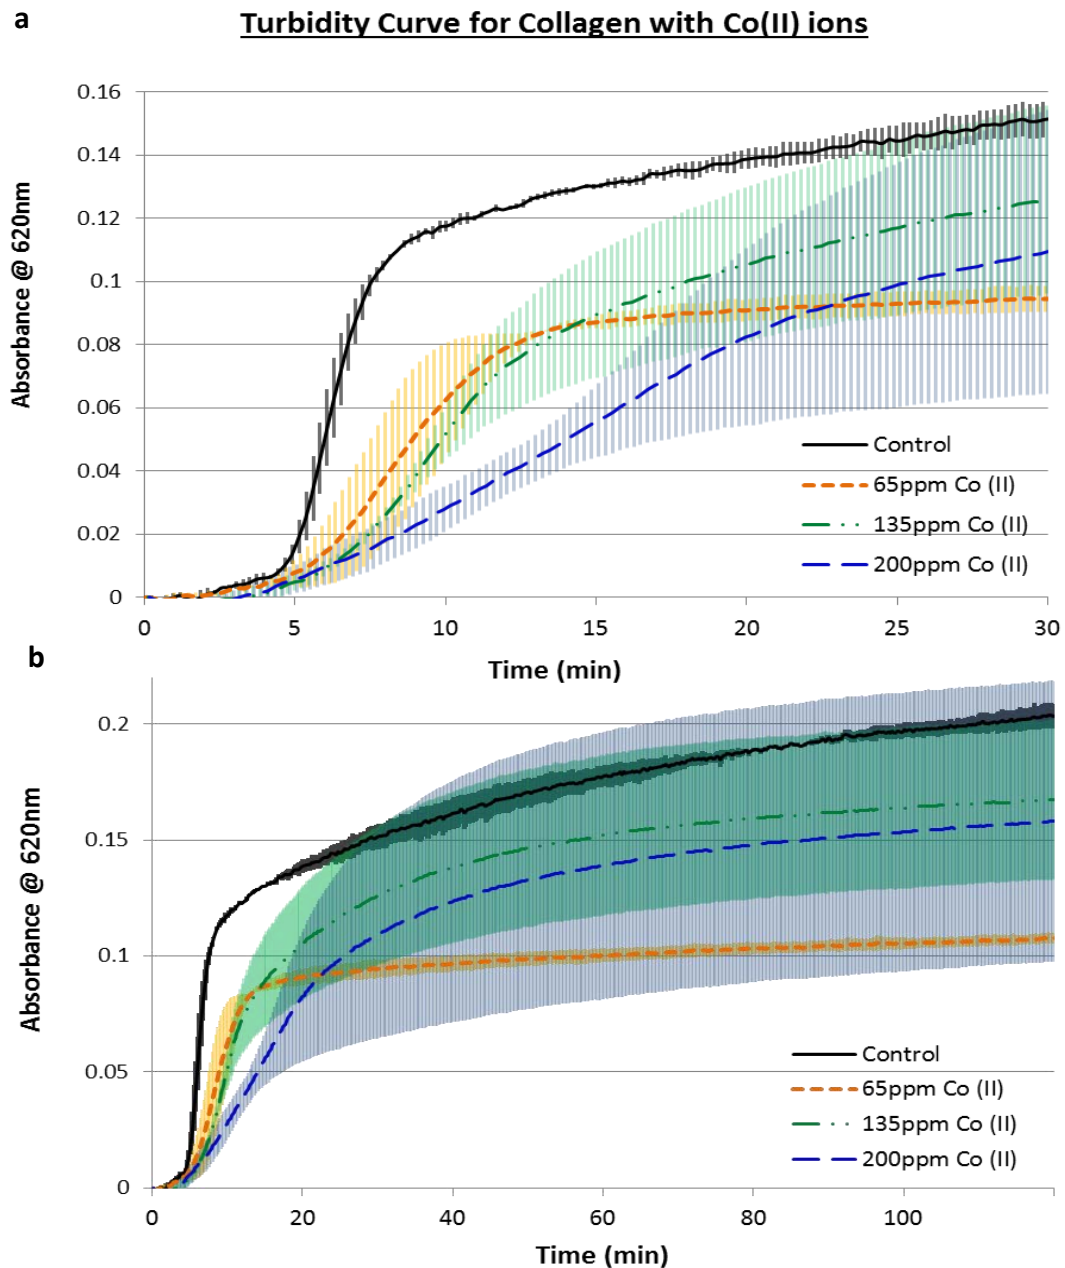 a
Turbidity Curve for Collagen with Co(II) ions
0.16
0.14
0.12
0.1
0.08
0.06
0.04
0.02
0
Absorbance @ 620nm
Control
65ppm Co (II)
135ppm Co (II)
200ppm Co (II)
0 5 10 15 20 25 30
Time (min)
b
0.2
0.15
0.1
0.05
0
Absorbance @ 620nm
Control
65ppm Co (II)
135ppm Co (II)
200ppm Co (II)
0 20 40 60 80 100
Time (min)